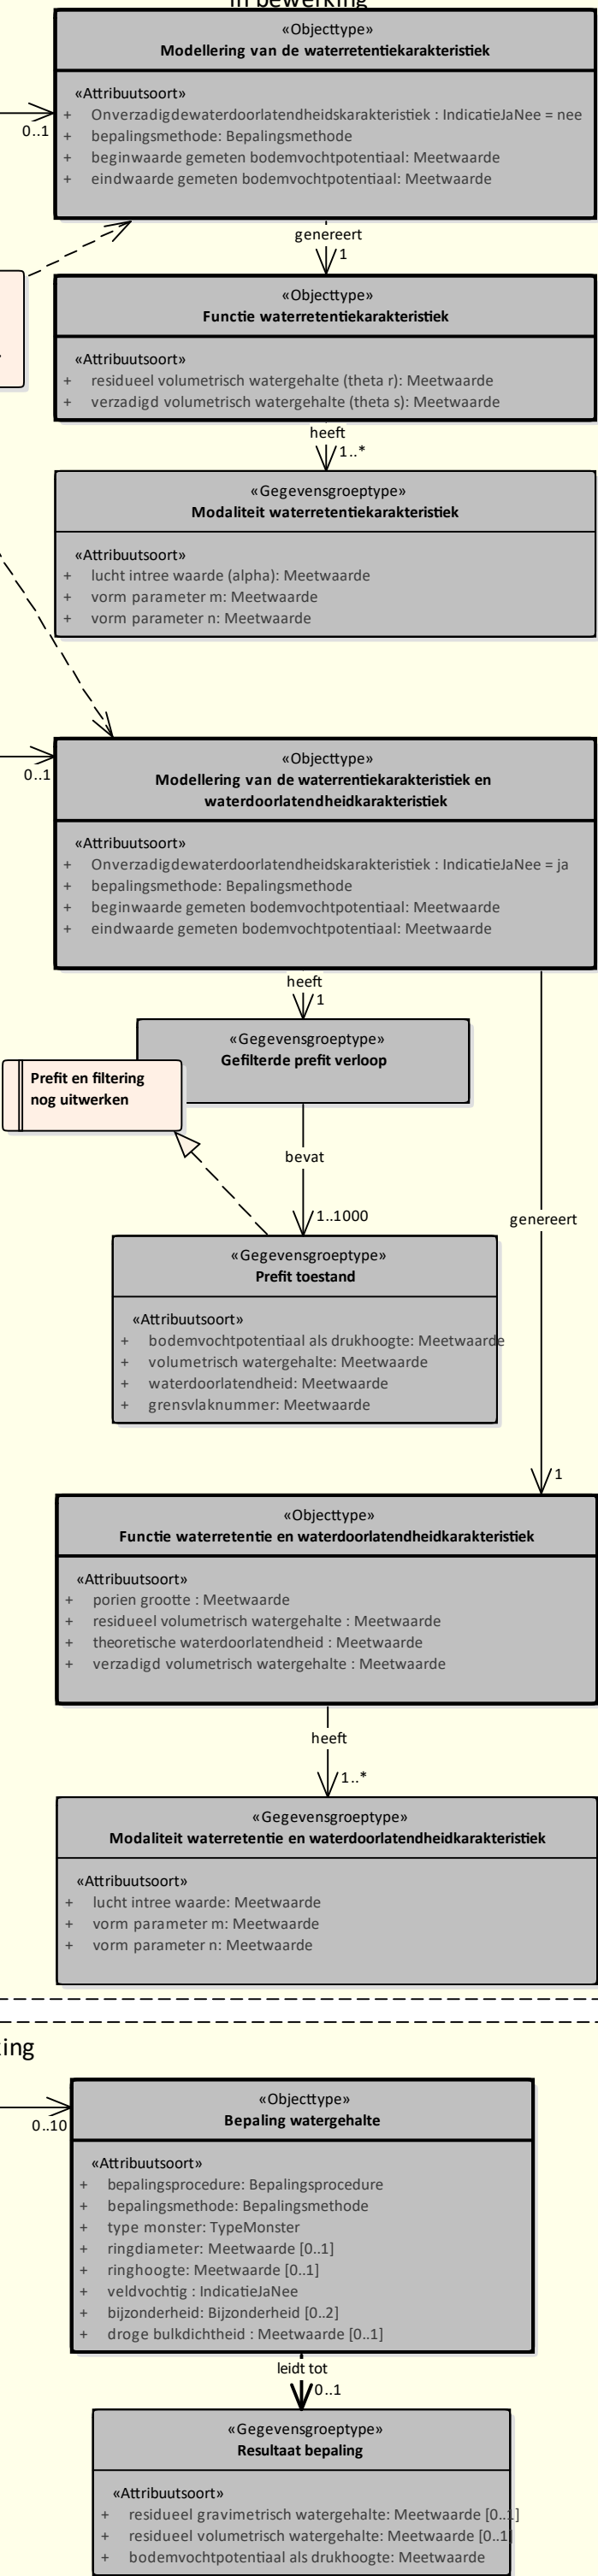 in bewerking
«Objecttype»
Modellering van de waterretentiekarakteristiek
«Attribuutsoort»
+ Onverzadigdewaterdoorlatendheidskarakteristiek : IndicatieJaNee = nee
+ bepalingsmethode: Bepalingsmethode
+ beginwaarde gemeten bodemvochtpotentiaal: Meetwaarde
+ eindwaarde gemeten bodemvochtpotentiaal: Meetwaarde
0..1
genereert
1
«Objecttype»
Functie waterretentiekarakteristiek
«Attribuutsoort»
+ residueel volumetrisch watergehalte (theta r): Meetwaarde
+ verzadigd volumetrisch watergehalte (theta s): Meetwaarde
heeft
1..*
«Gegevensgroeptype»
Modaliteit waterretentiekarakteristiek
«Attribuutsoort»
+ lucht intree waarde (alpha): Meetwaarde
+ vorm parameter m: Meetwaarde
+ vorm parameter n: Meetwaarde
0..1
«Objecttype»
Modellering van de waterrentiekarakteristiek en
waterdoorlatendheidkarakteristiek
«Attribuutsoort»
+ Onverzadigdewaterdoorlatendheidskarakteristiek : IndicatieJaNee = ja
+ bepalingsmethode: Bepalingsmethode
+ beginwaarde gemeten bodemvochtpotentiaal: Meetwaarde
+ eindwaarde gemeten bodemvochtpotentiaal: Meetwaarde
heeft
1
«Gegevensgroeptype»
Gefilterde prefit verloop
Prefit en filtering
nog uitwerken
bevat
1..1000
genereert
1
«Gegevensgroeptype»
Prefit toestand
«Attribuutsoort»
+ bodemvochtpotentiaal als drukhoogte: Meetwaarde
+ volumetrisch watergehalte: Meetwaarde
+ waterdoorlatendheid: Meetwaarde
+ grensvlaknummer: Meetwaarde
«Objecttype»
Functie waterretentie en waterdoorlatendheidkarakteristiek
«Attribuutsoort»
+ porien grootte : Meetwaarde
+ residueel volumetrisch watergehalte : Meetwaarde
+ theoretische waterdoorlatendheid : Meetwaarde
+ verzadigd volumetrisch watergehalte : Meetwaarde
heeft
1..*
«Gegevensgroeptype»
Modaliteit waterretentie en waterdoorlatendheidkarakteristiek
«Attribuutsoort»
+ lucht intree waarde: Meetwaarde
+ vorm parameter m: Meetwaarde
+ vorm parameter n: Meetwaarde
0..10
«Objecttype»
Bepaling watergehalte
«Attribuutsoort»
+ bepalingsprocedure: Bepalingsprocedure
+ bepalingsmethode: Bepalingsmethode
+ type monster: TypeMonster
+ ringdiameter: Meetwaarde [0..1]
+ ringhoogte: Meetwaarde [0..1]
+ veldvochtig : IndicatieJaNee
+ bijzonderheid: Bijzonderheid [0..2]
+ droge bulkdichtheid : Meetwaarde [0..1]
leidt tot
0..1
«Gegevensgroeptype»
Resultaat bepaling
«Attribuutsoort»
+ residueel gravimetrisch watergehalte: Meetwaarde [0..1]
+ residueel volumetrisch watergehalte: Meetwaarde [0..1]
+ bodemvochtpotentiaal als drukhoogte: Meetwaarde